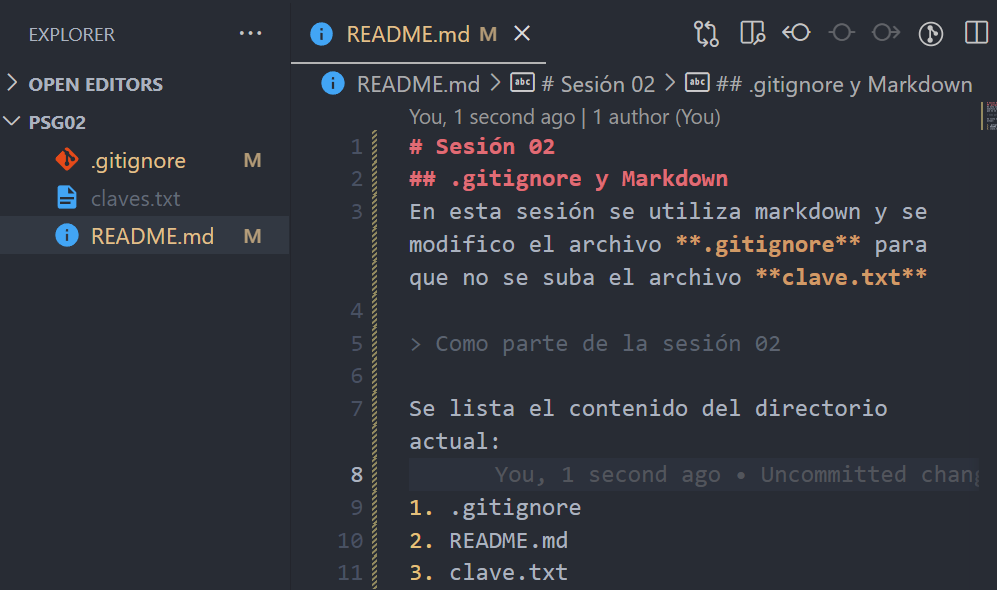 EXPLORER ···
README.md M
OPEN EDITORS
PSG02
.gitignore M
claves.txt
README.md M
README.md > # Sesión 02 > ## .gitignore y Markdown
You, 1 second ago | 1 author (You)
1 # Sesión 02
2 ## .gitignore y Markdown
3 En esta sesión se utiliza markdown y se
modifico el archivo **.gitignore** para
que no se suba el archivo **clave.txt**
4
5 > Como parte de la sesión 02
6
7 Se lista el contenido del directorio
actual:
8 You, 1 second ago • Uncommitted chang
9 1. .gitignore
10 2. README.md
11 3. clave.txt